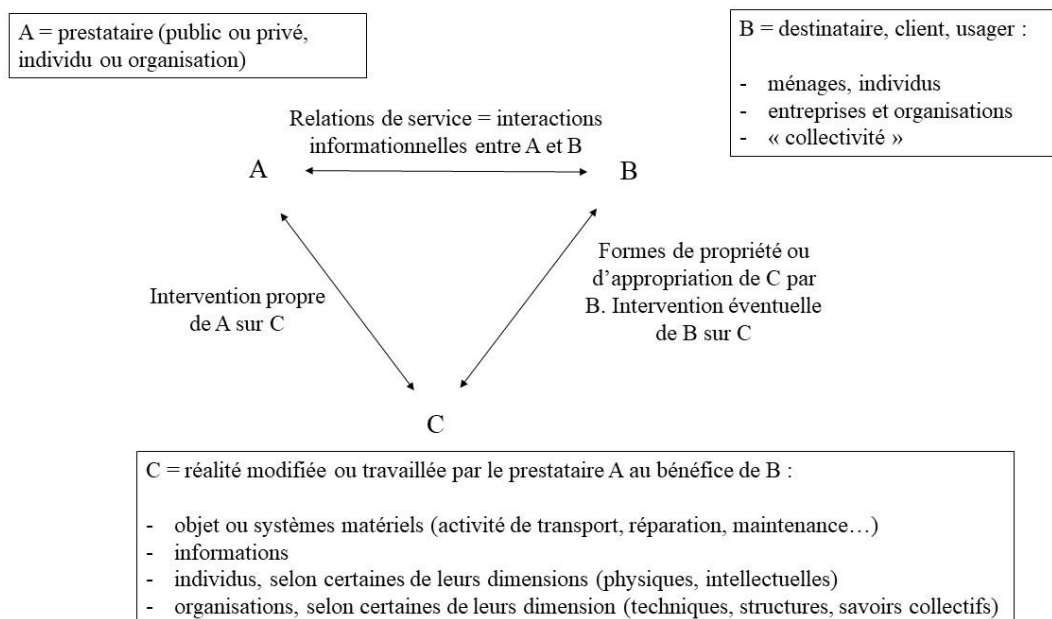 A = prestataire (public ou privé,
individu ou organisation)
B = destinataire, client, usager :
- ménages, individus
- entreprises et organisations
- « collectivité »
Relations de service = interactions
informationnelles entre A et B
A
B
Intervention propre
de A sur C
Formes de propriété ou
d’appropriation de C par
B. Intervention éventuelle
de B sur C
C
C = réalité modifiée ou travaillée par le prestataire A au bénéfice de B :
- objet ou systèmes matériels (activité de transport, réparation, maintenance…)
- informations
- individus, selon certaines de leurs dimensions (physiques, intellectuelles)
- organisations, selon certaines de leurs dimension (techniques, structures, savoirs collectifs)